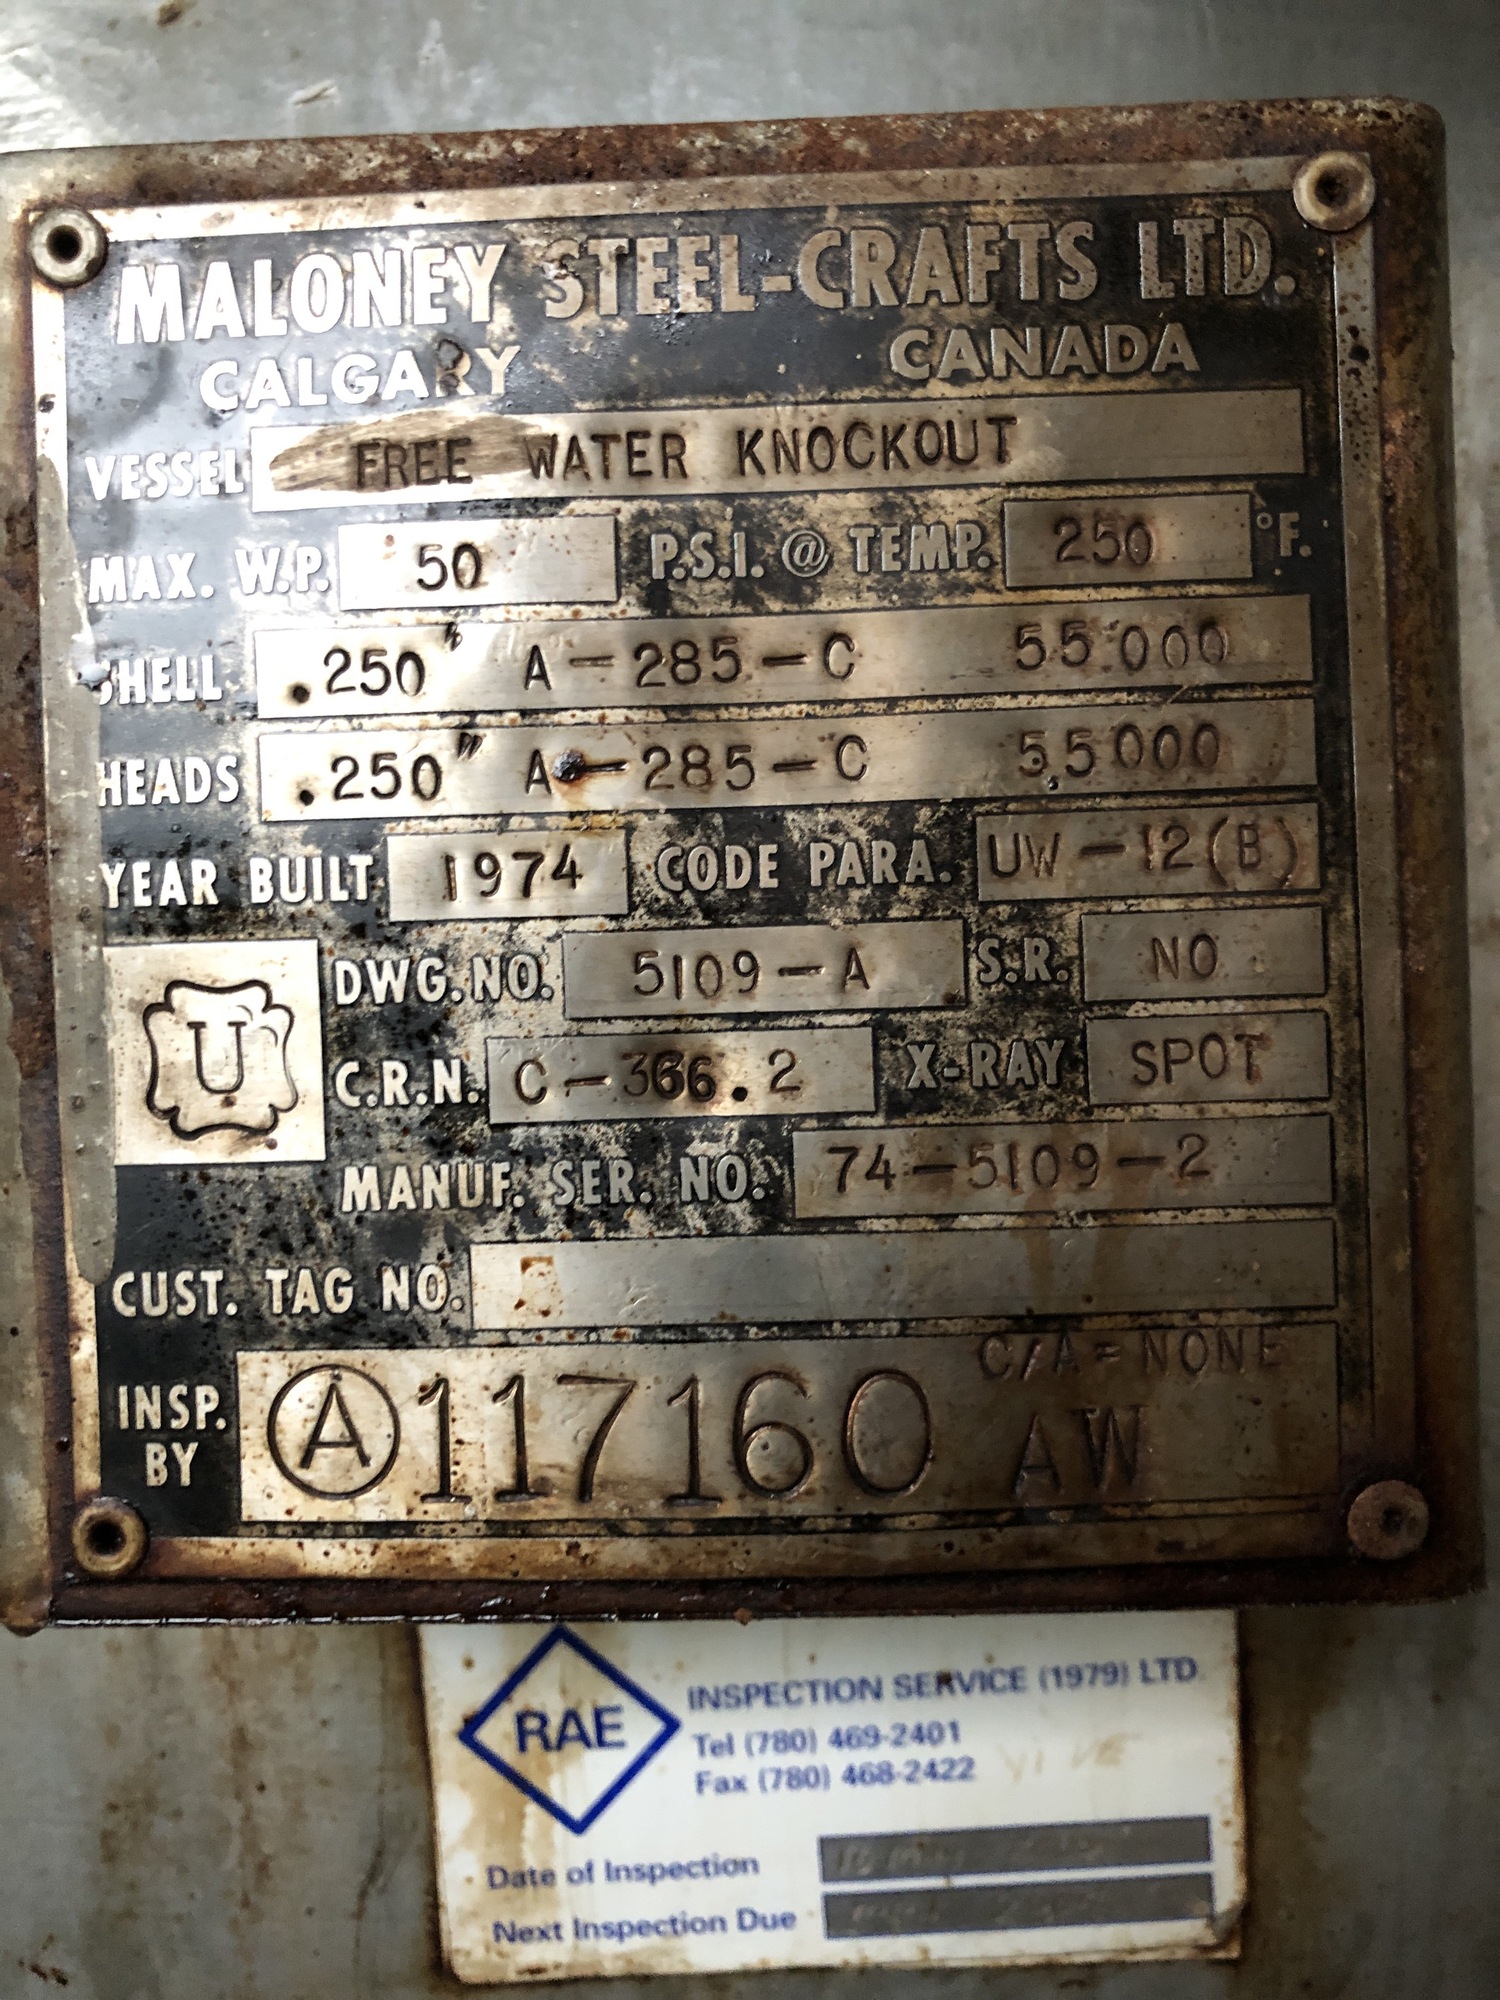 MALONEY STEEL-CRAFTS LTD.
CALGARY CANADA
VESSEL FREE WATER KNOCKOUT
MAX. W.P. 50 P.S.I. @ TEMP. 250 °F.
SHELL .250" A-285-C 55000
HEADS .250" A-285-C 55000
YEAR BUILT 1974 CODE PARA. UW-12(B)
U
DWG. NO. 5109-A S.R. NO
C.R.N. C-366.2 X-RAY SPOT
MANUF. SER. NO. 74-5109-2
CUST. TAG NO.
C/A=NONE
INSP. BY A 117160 AW
RAE
INSPECTION SERVICE (1979) LTD
Tel (780) 469-2401
Fax (780) 468-2422
Date of Inspection
Next Inspection Due